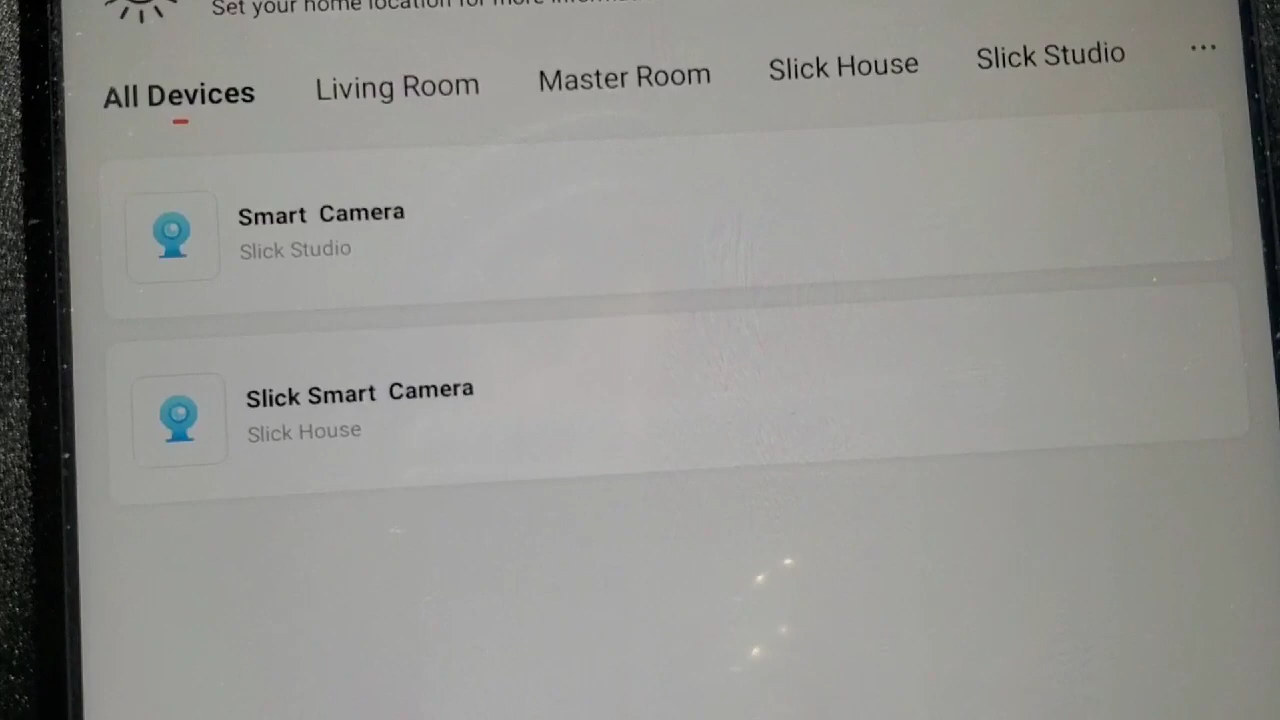 Set your home location for more
All Devices Living Room Master Room Slick House Slick Studio ...
Smart Camera
Slick Studio
Slick Smart Camera
Slick House